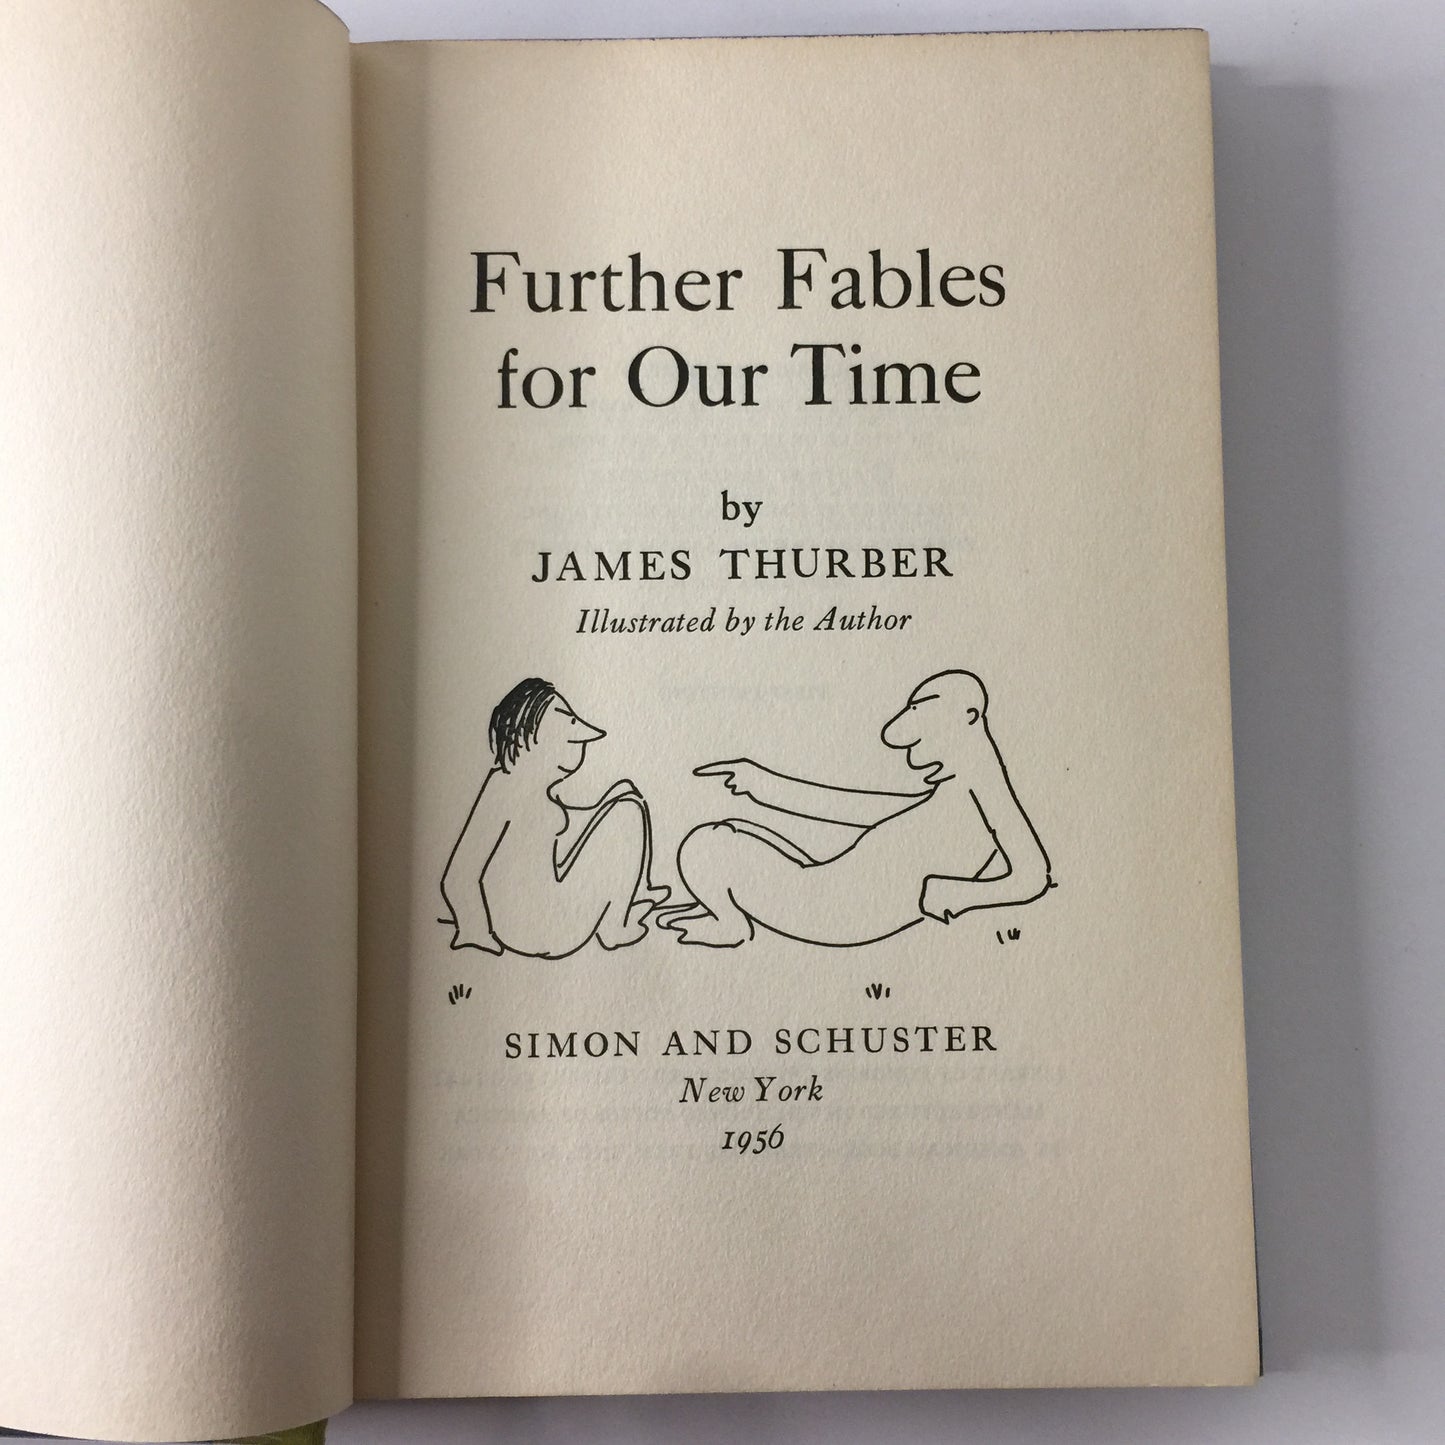 Further Fables
for Our Time
by
JAMES THURBER
Illustrated by the Author
SIMON AND SCHUSTER
New York
1956